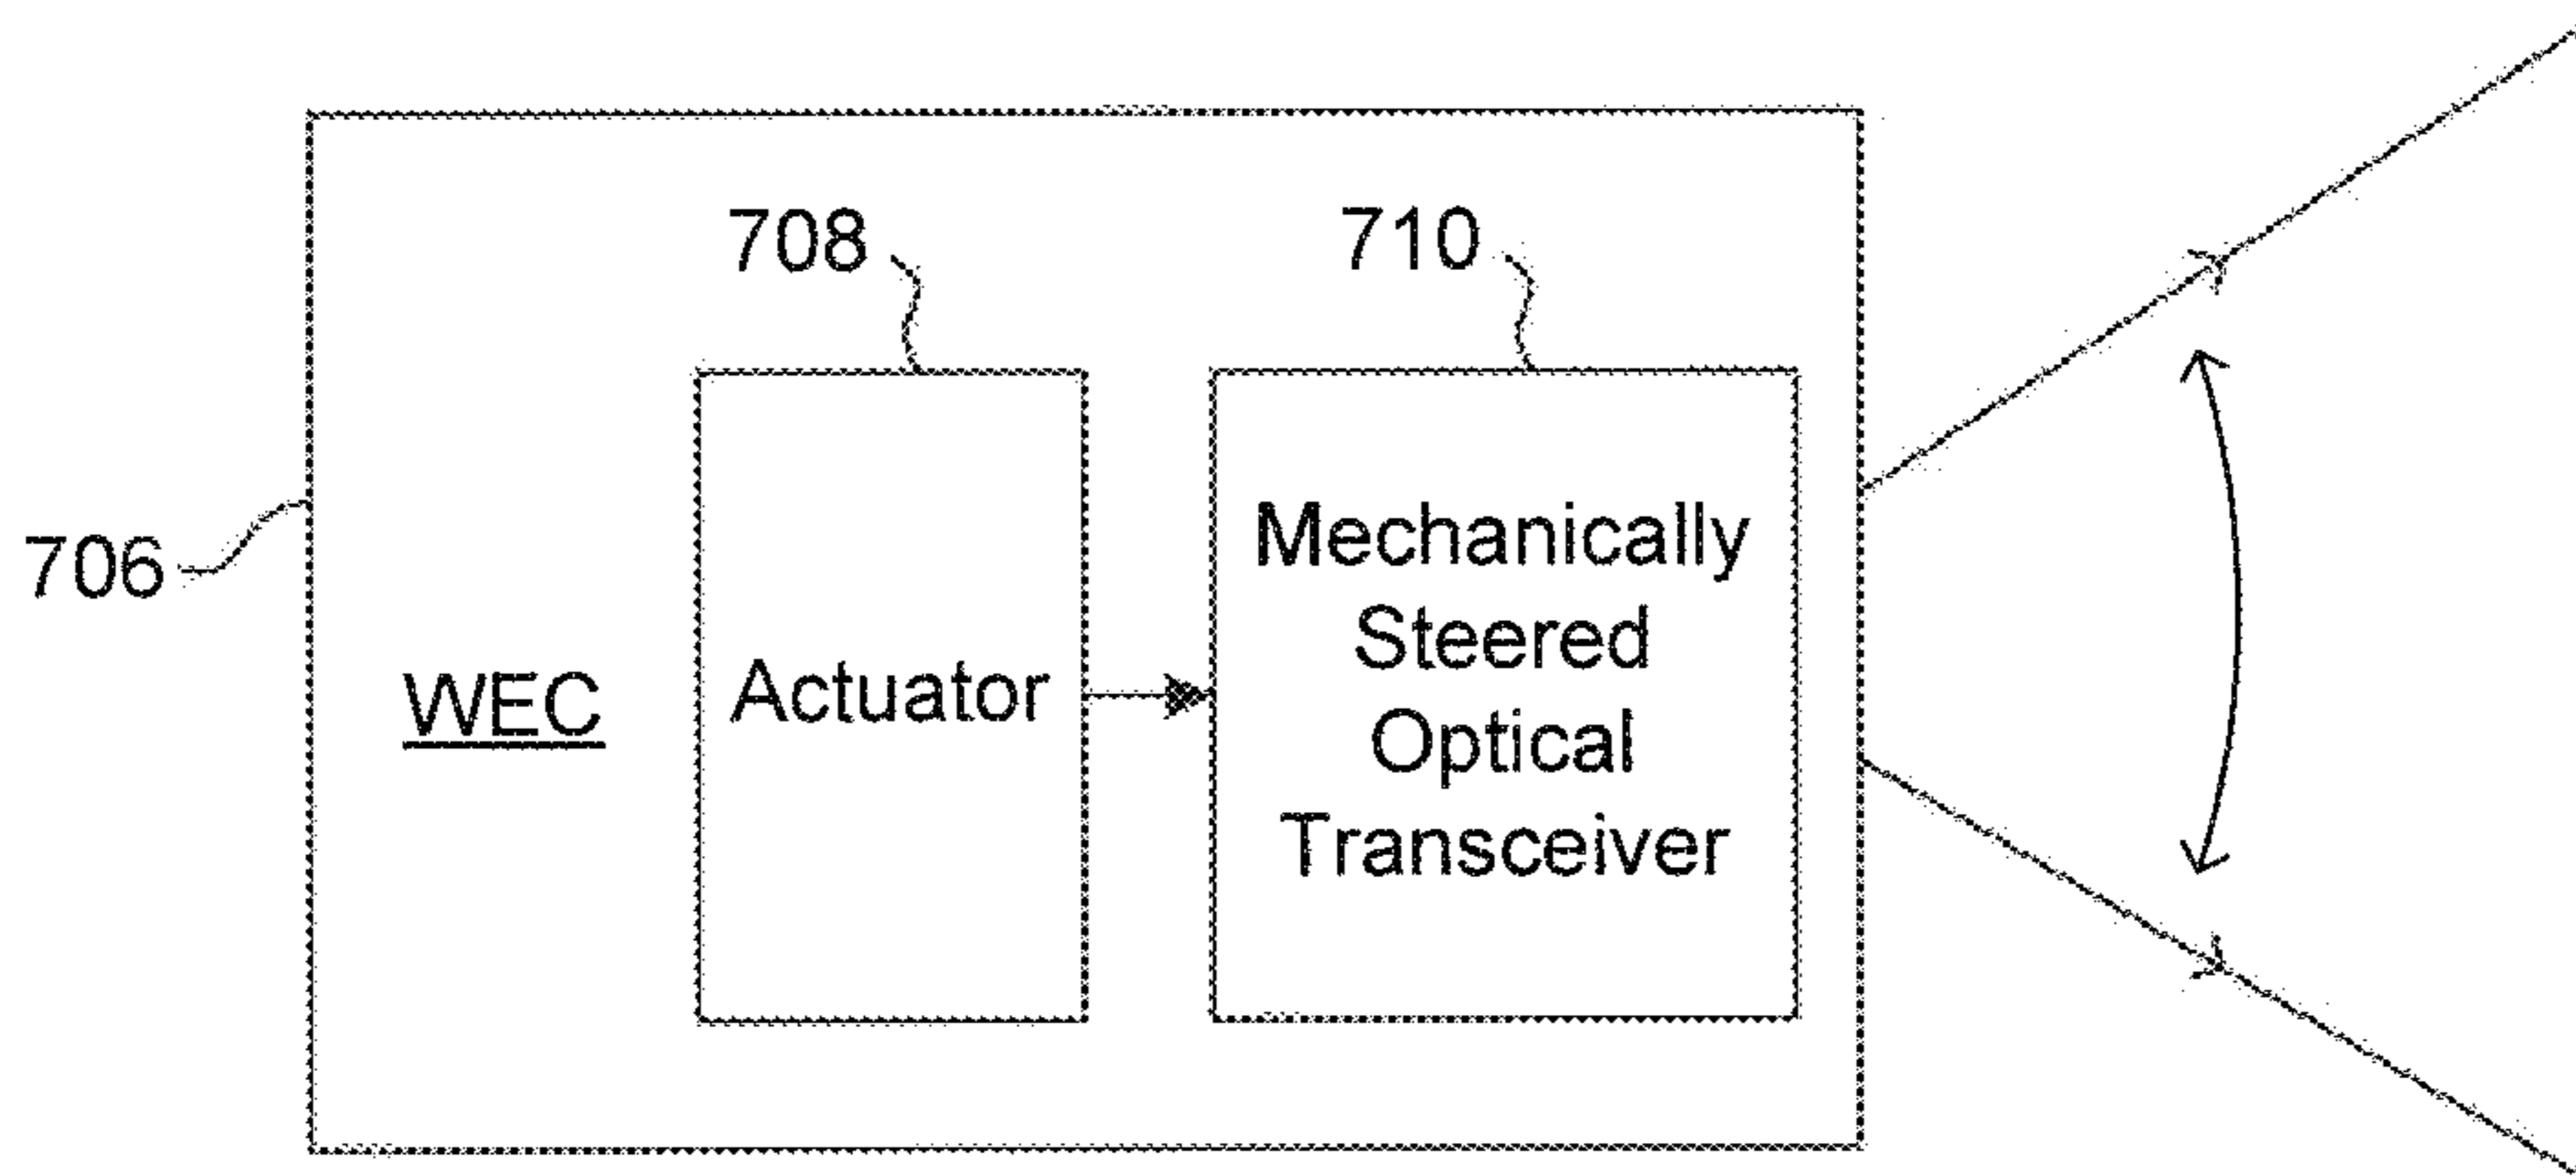 708
710
706
WEC
Actuator
Mechanically
Steered
Optical
Transceiver